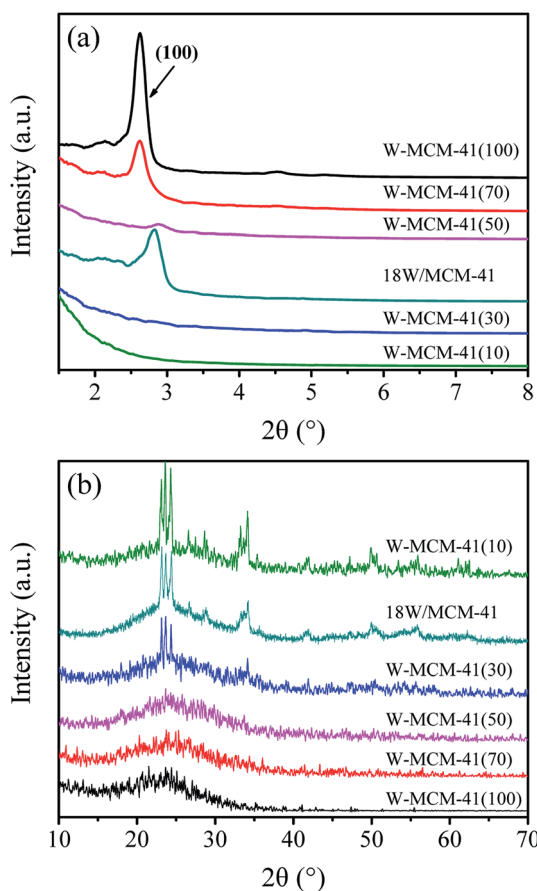 (a)
(100)
Intensity (a.u.)
W-MCM-41(100)
W-MCM-41(70)
W-MCM-41(50)
18W/MCM-41
W-MCM-41(30)
W-MCM-41(10)
2 3 4 5 6 7 8
2θ (°)
(b)
Intensity (a.u.)
W-MCM-41(10)
18W/MCM-41
W-MCM-41(30)
W-MCM-41(50)
W-MCM-41(70)
W-MCM-41(100)
10 20 30 40 50 60 70
2θ (°)